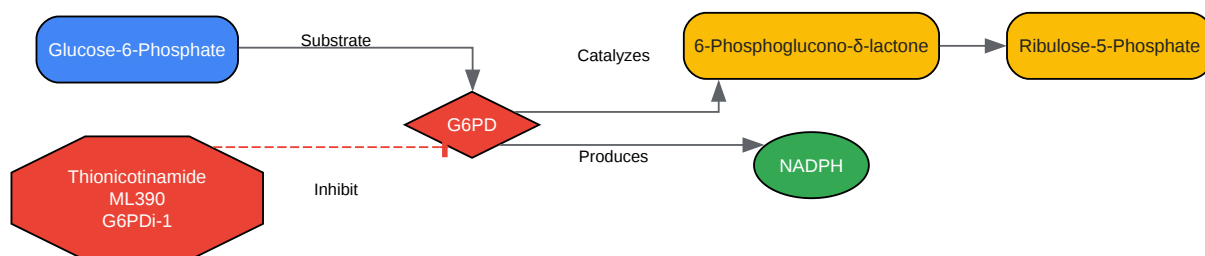 Glucose-6-Phosphate
Substrate
Catalyzes
6-Phosphoglucono-δ-lactone
Ribulose-5-Phosphate
G6PD
Produces
NADPH
Thionicotinamide
ML390
G6PDi-1
Inhibit